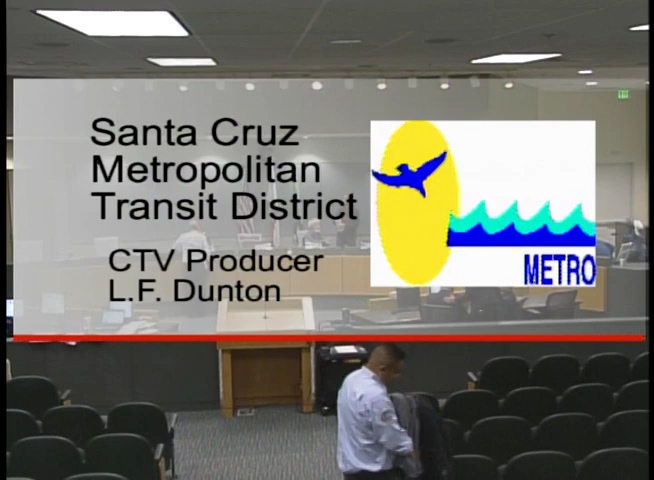 Santa Cruz
Metropolitan
Transit District
CTV Producer
L.F. Dunton
METRO